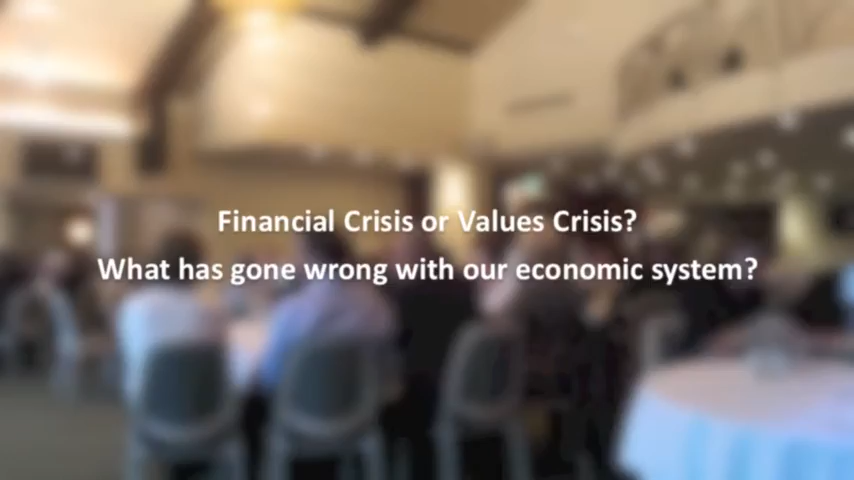 Financial Crisis or Values Crisis?
What has gone wrong with our economic system?